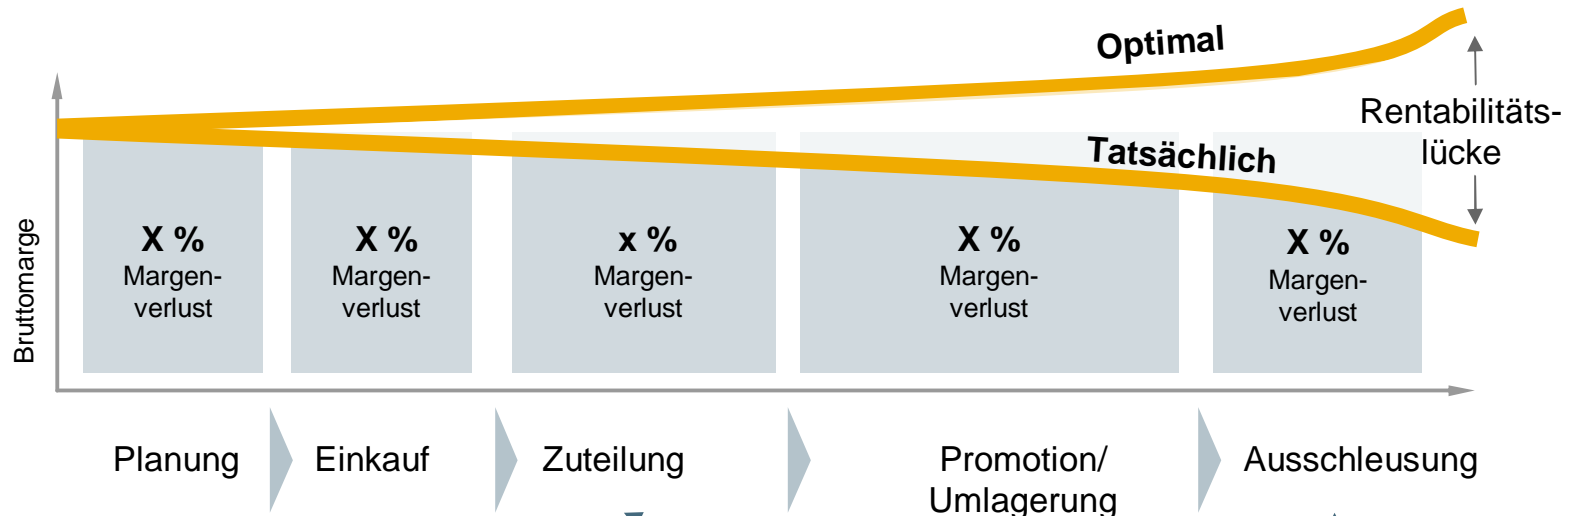 Optimal
Rentabilitäts-
lücke
Tatsächlich
Bruttomarge
X %
Margen-
verlust
X %
Margen-
verlust
x %
Margen-
verlust
X %
Margen-
verlust
X %
Margen-
verlust
Planung
Einkauf
Zuteilung
Promotion/
Umlagerung
Ausschleusung